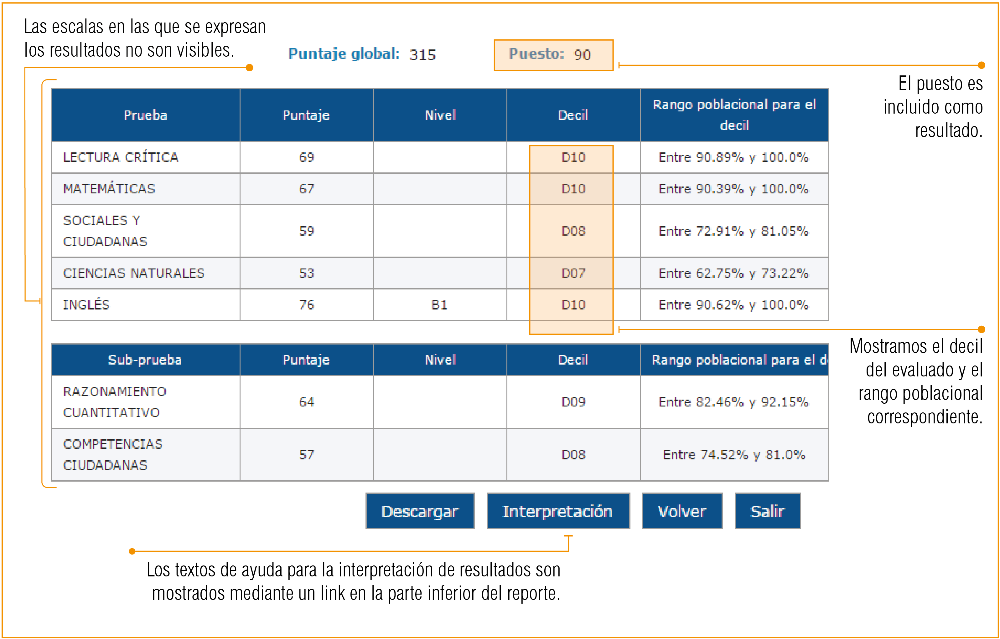 Las escalas en las que se expresan
los resultados no son visibles.
Puntaje global: 315
Puesto: 90
El puesto es
incluido como
resultado.
Prueba Puntaje Nivel Decil Rango poblacional para el
decil
LECTURA CRÍTICA 69 D10 Entre 90.89% y 100.0%
MATEMÁTICAS 67 D10 Entre 90.39% y 100.0%
SOCIALES Y
CIUDADANAS 59 D08 Entre 72.91% y 81.05%
CIENCIAS NATURALES 53 D07 Entre 62.75% y 73.22%
INGLÉS 76 B1 D10 Entre 90.62% y 100.0%
Mostramos el decil
del evaluado y el
rango poblacional
correspondiente.
Sub-prueba Puntaje Nivel Decil Rango poblacional para el d
RAZONAMIENTO
CUANTITATIVO 64 D09 Entre 82.46% y 92.15%
COMPETENCIAS
CIUDADANAS 57 D08 Entre 74.52% y 81.0%
Descargar Interpretación Volver Salir
Los textos de ayuda para la interpretación de resultados son
mostrados mediante un link en la parte inferior del reporte.